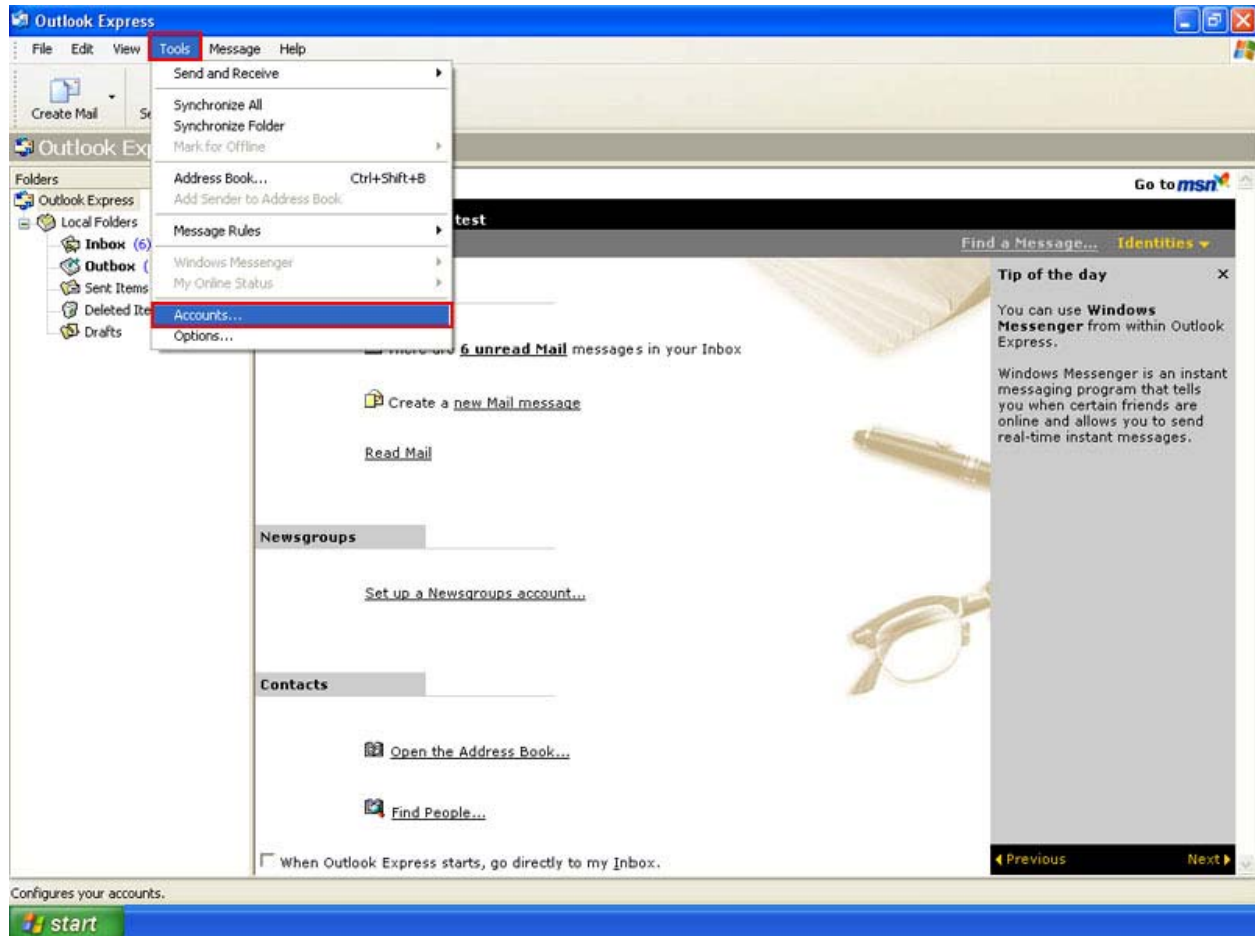 Outlook Express
File Edit View Tools Message Help
Send and Receive
Synchronize All
Synchronize Folder
Mark for Offline
Address Book... Ctrl+Shift+B
Add Sender to Address Book
Message Rules
Windows Messenger
My Online Status
Accounts...
Options...
Create Mail
Outlook
Folders
Outlook Express
Local Folders
Inbox (6)
Outbox (
Sent Items
Deleted Ite
Drafts
Go to msn
test
Find a Message... Identities
6 unread Mail messages in your Inbox
Create a new Mail message
Read Mail
Newsgroups
Set up a Newsgroups account...
Contacts
Open the Address Book...
Find People...
When Outlook Express starts, go directly to my Inbox.
Tip of the day x
You can use Windows
Messenger from within Outlook
Express.
Windows Messenger is an instant
messaging program that tells
you when certain friends are
online and allows you to send
real-time instant messages.
Previous Next
Configures your accounts.
start